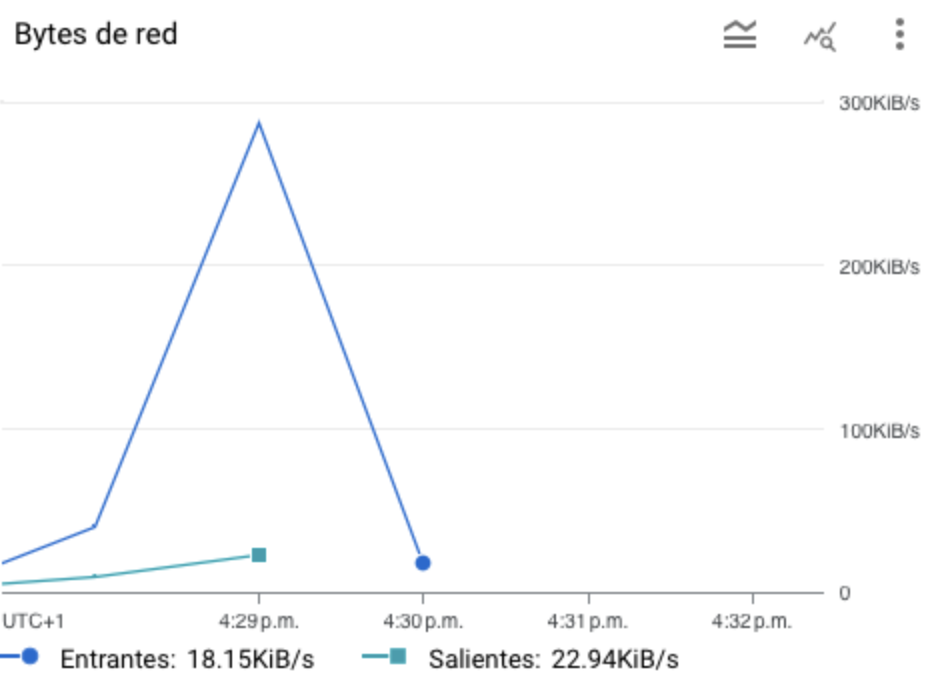 Bytes de red
300KiB/s
200KiB/s
100KiB/s
0
UTC+1 4:29 p.m. 4:30 p.m. 4:31 p.m. 4:32 p.m.
Entrantes: 18.15KiB/s Salientes: 22.94KiB/s